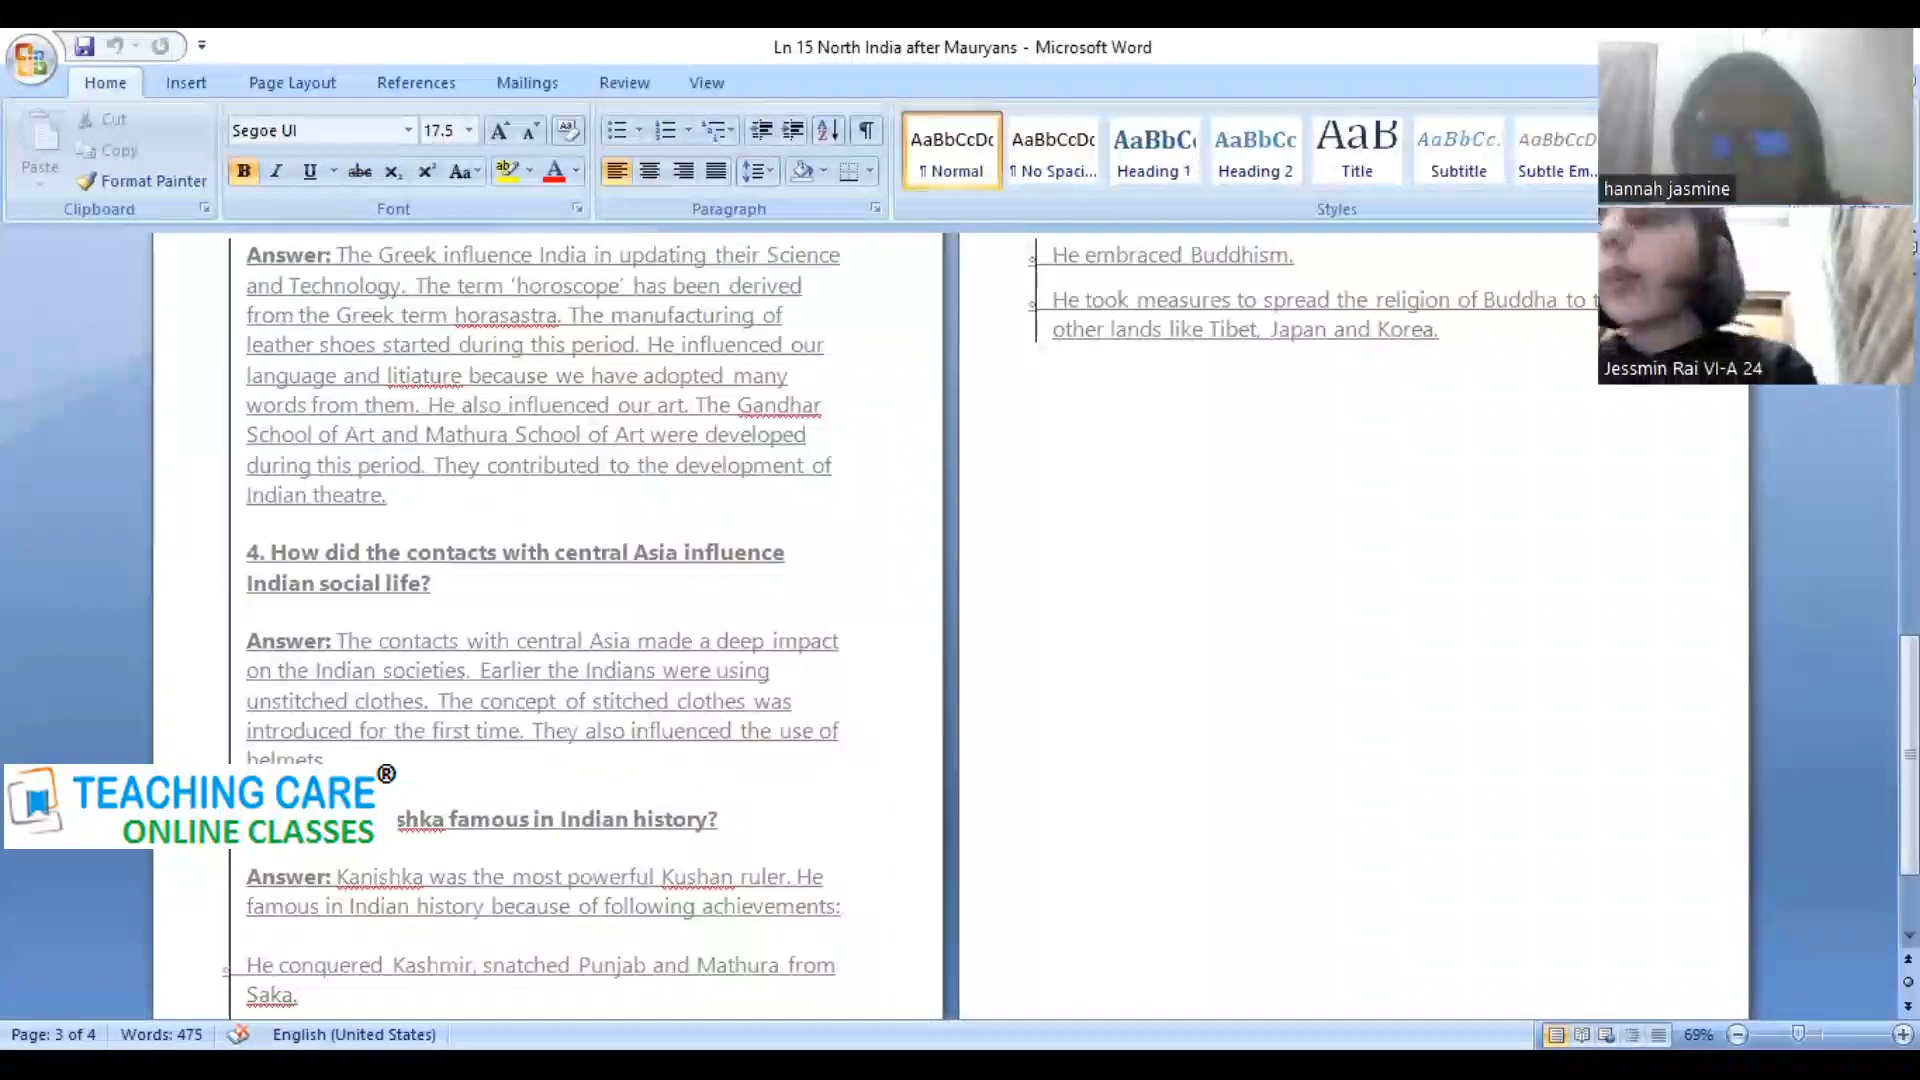 Ln 15 North India after Mauryans - Microsoft Word
Home Insert Page Layout References Mailings Review View
Cut
Copy
Paste
Format Painter
Clipboard
Segoe UI 17.5
Font
Paragraph
AaBbCcDc AaBbCcDc AaBbC AaBbCc AaB AaBbCc. AaBbCcD
¶ Normal ¶ No Spaci... Heading 1 Heading 2 Title Subtitle Subtle Em...
Styles
hannah jasmine
Jessmin Rai VI-A 24
Answer: The Greek influence India in updating their Science
and Technology. The term ‘horoscope’ has been derived
from the Greek term horasastra. The manufacturing of
leather shoes started during this period. He influenced our
language and litiature because we have adopted many
words from them. He also influenced our art. The Gandhar
School of Art and Mathura School of Art were developed
during this period. They contributed to the development of
Indian theatre.
4. How did the contacts with central Asia influence
Indian social life?
Answer: The contacts with central Asia made a deep impact
on the Indian societies. Earlier the Indians were using
unstitched clothes. The concept of stitched clothes was
introduced for the first time. They also influenced the use of
helmets.
shka famous in Indian history?
Answer: Kanishka was the most powerful Kushan ruler. He
famous in Indian history because of following achievements:
He conquered Kashmir, snatched Punjab and Mathura from
Saka.
He embraced Buddhism.
He took measures to spread the religion of Buddha to
other lands like Tibet, Japan and Korea.
TEACHING CARE®
ONLINE CLASSES
Page: 3 of 4 Words: 475 English (United States) 69%